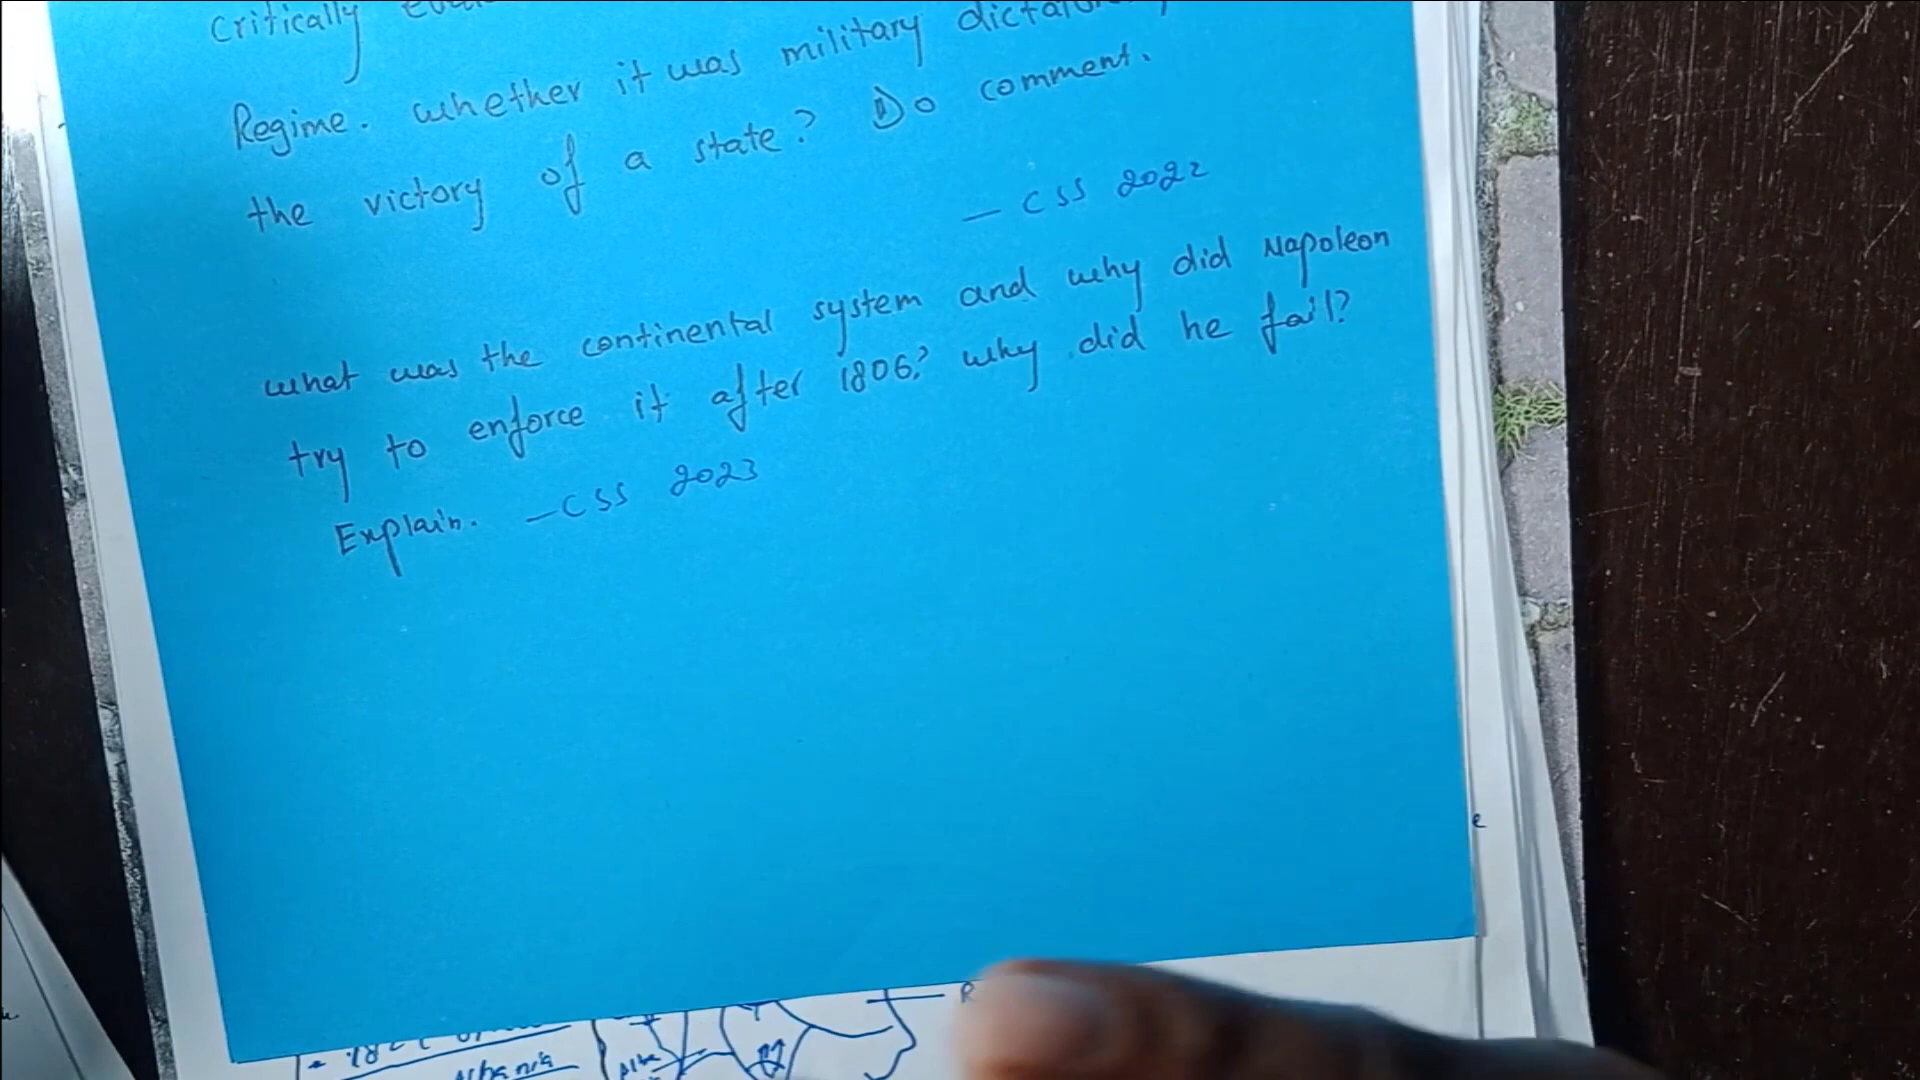 critically
Regime. whether it was military
the victory of a state? Do comment.
— CSS 2022
what was the continental system and why did Napoleon
try to enforce it after 1806? why did he fail?
Explain. — CSS 2023
e
R
Albania